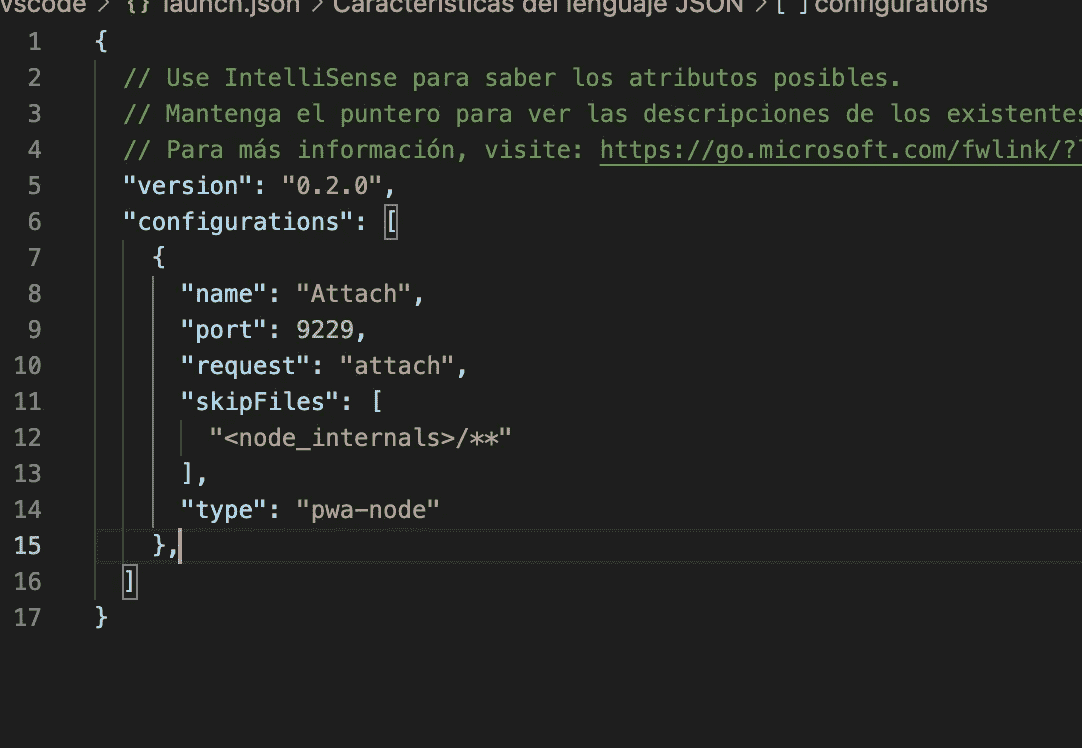 vscode > {} launch.json > Características del lenguaje JSON > [ ] configurations
1 {
2 // Use IntelliSense para saber los atributos posibles.
3 // Mantenga el puntero para ver las descripciones de los existentes
4 // Para más información, visite: https://go.microsoft.com/fwlink/?
5 "version": "0.2.0",
6 "configurations": [
7 {
8 "name": "Attach",
9 "port": 9229,
10 "request": "attach",
11 "skipFiles": [
12 "<node_internals>/**"
13 ],
14 "type": "pwa-node"
15 },
16 ]
17 }